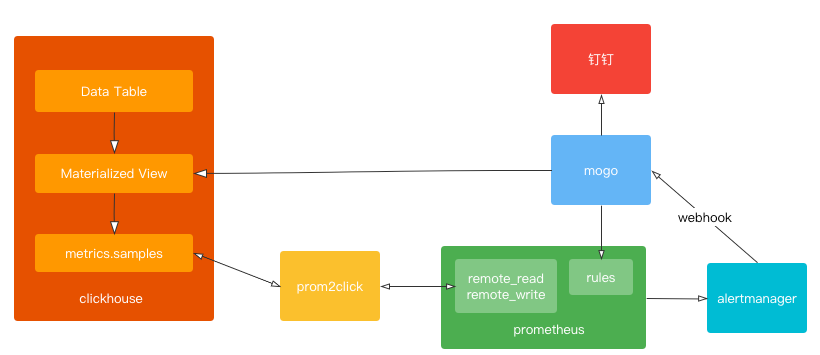 Data Table
Materialized View
metrics.samples
clickhouse
prom2click
钉钉
mogo
remote_read
remote_write
rules
prometheus
webhook
alertmanager